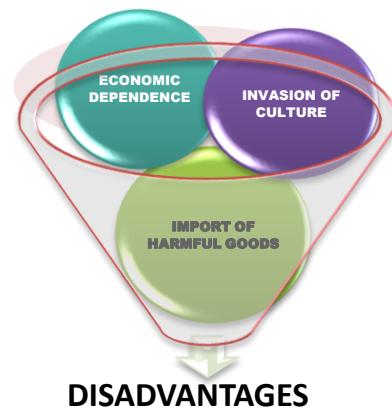 ECONOMIC
DEPENDENCE
INVASION OF
CULTURE
IMPORT OF
HARMFUL GOODS
DISADVANTAGES